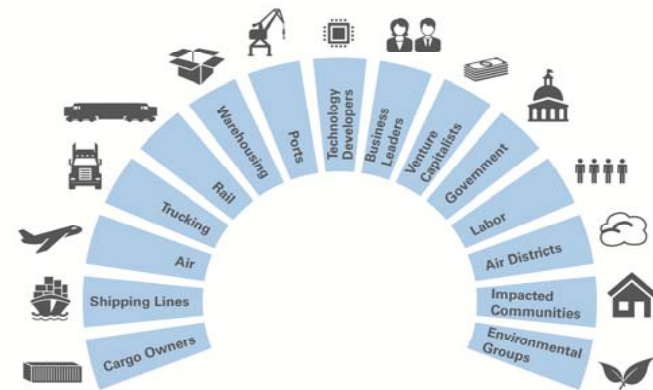 Cargo Owners
Shipping Lines
Air
Trucking
Rail
Warehousing
Ports
Technology
Developers
Business
Leaders
Venture
Capitalists
Government
Labor
Air Districts
Impacted
Communities
Environmental
Groups